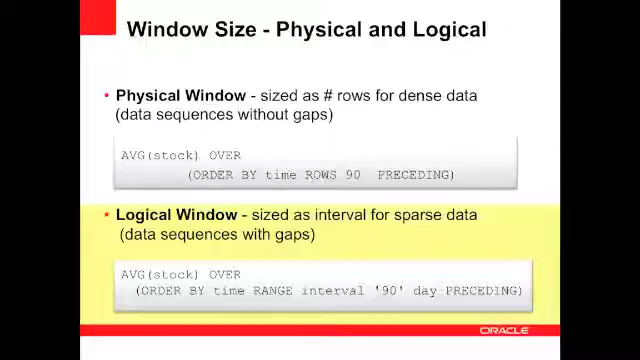 Window Size - Physical and Logical
• Physical Window - sized as # rows for dense data
(data sequences without gaps)
AVG(stock) OVER
(ORDER BY time ROWS 90 PRECEDING)
• Logical Window - sized as interval for sparse data
(data sequences with gaps)
AVG(stock) OVER
(ORDER BY time RANGE interval '90' day PRECEDING)
ORACLE